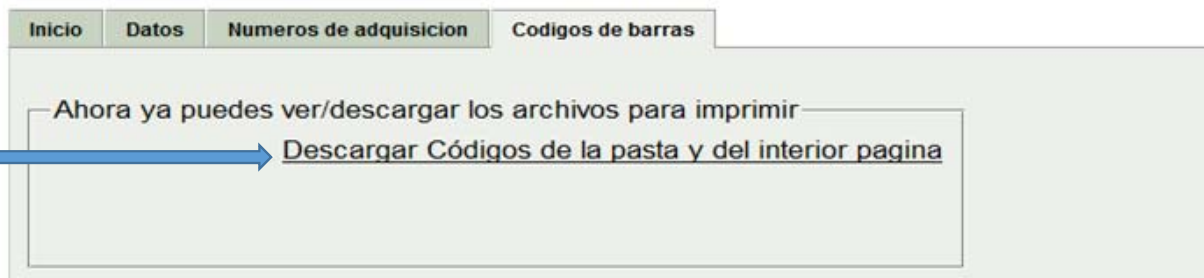 Inicio Datos Numeros de adquisicion Codigos de barras
Ahora ya puedes ver/descargar los archivos para imprimir
Descargar Códigos de la pasta y del interior pagina